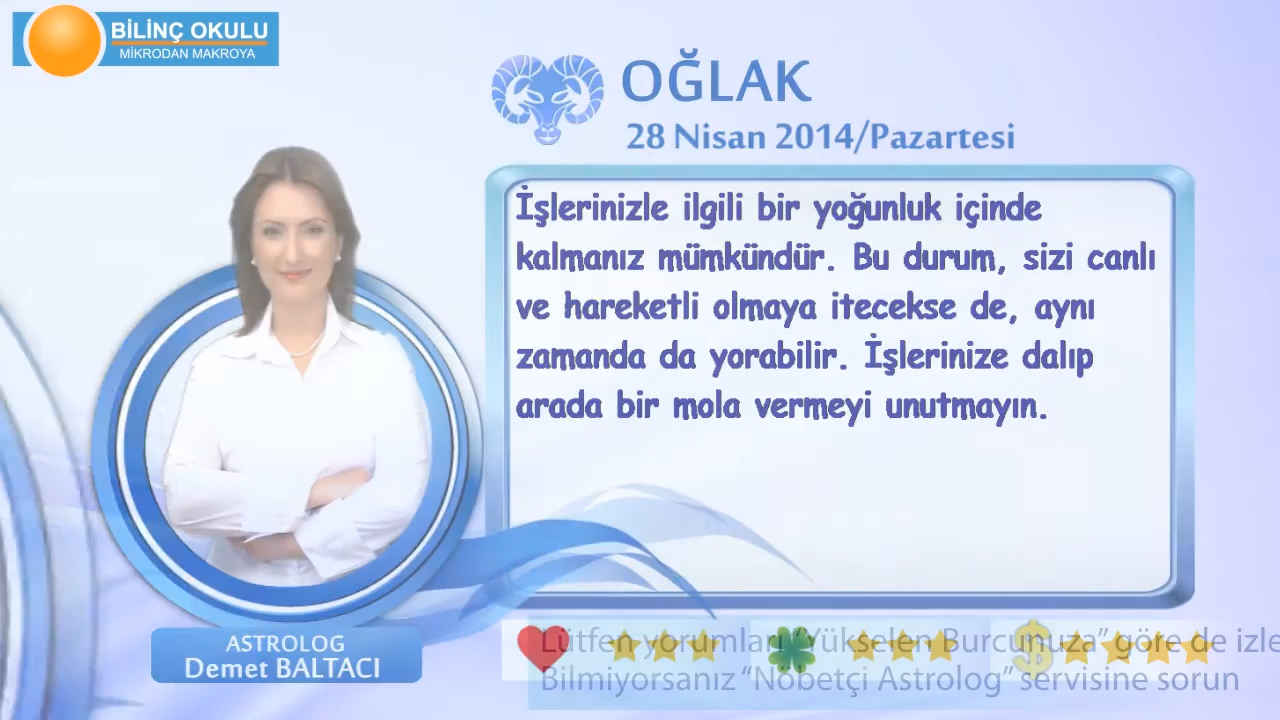 BİLİNÇ OKULU
MİKRODAN MAKROYA
OĞLAK
28 Nisan 2014/Pazartesi
İşlerinizle ilgili bir yoğunluk içinde
kalmanız mümkündür. Bu durum, sizi canlı
ve hareketli olmaya itecekse de, aynı
zamanda da yorabilir. İşlerinize dalıp
arada bir mola vermeyi unutmayın.
ASTROLOG
Demet BALTACI
Lütfen yorumları “Yükselen Burcunuza” göre de izle
Bilmiyorsanız “Nöbetçi Astrolog” servisine sorun